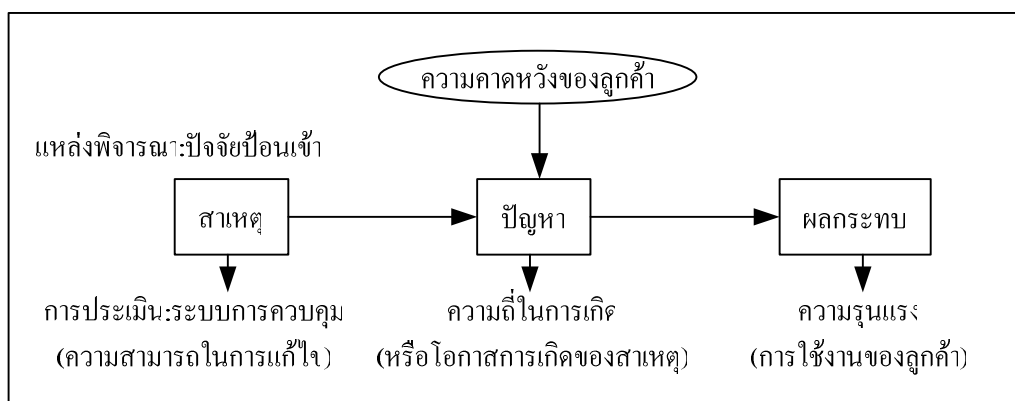 ความคาดหวังของลูกค้า
แหล่งพิจารณา:ปัจจัยป้อนเข้า
สาเหตุ
ปัญหา
ผลกระทบ
การประเมิน:ระบบการควบคุม
(ความสามารถในการแก้ไข)
ความถี่ในการเกิด
(หรือโอกาสการเกิดของสาเหตุ)
ความรุนแรง
(การใช้งานของลูกค้า)